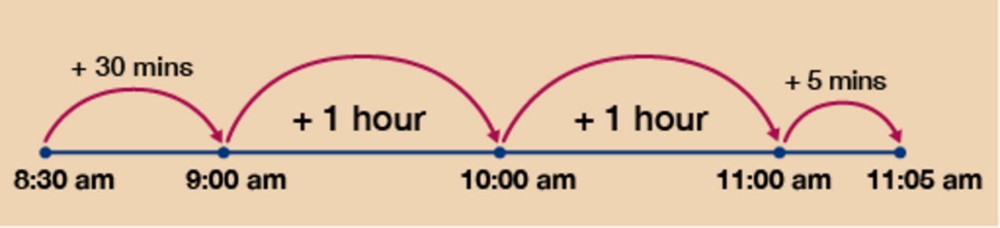 + 30 mins
+ 5 mins
+ 1 hour
+ 1 hour
8:30 am
9:00 am
10:00 am
11:00 am
11:05 am